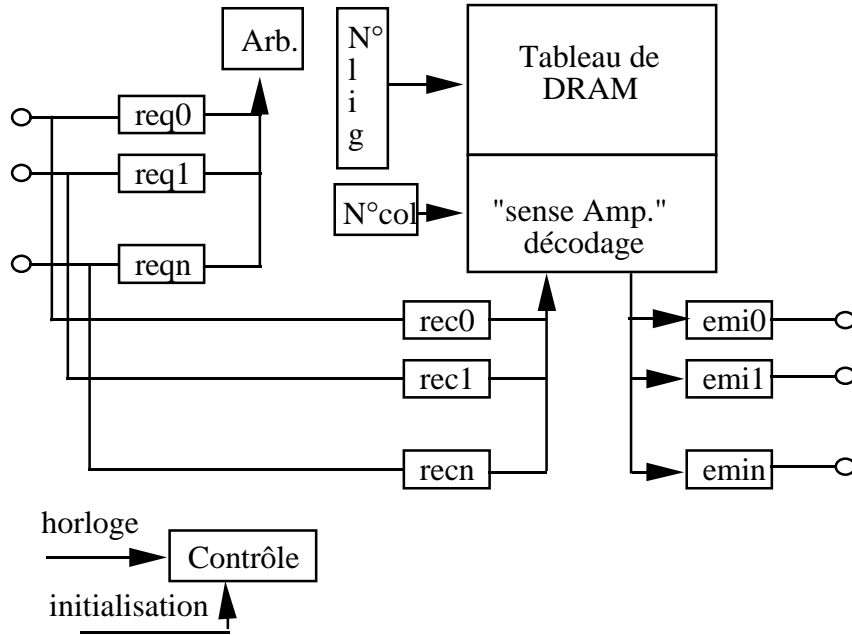 Arb.
N°
l
i
g
Tableau de
DRAM
req0
req1
reqn
N°col
"sense Amp."
décodage
rec0
rec1
recn
emi0
emi1
emin
horloge
Contrôle
initialisation